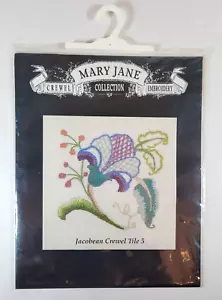 MARY JANE
CREWEL COLLECTION EMBROIDERY
Jacobean Crewel Tile 5